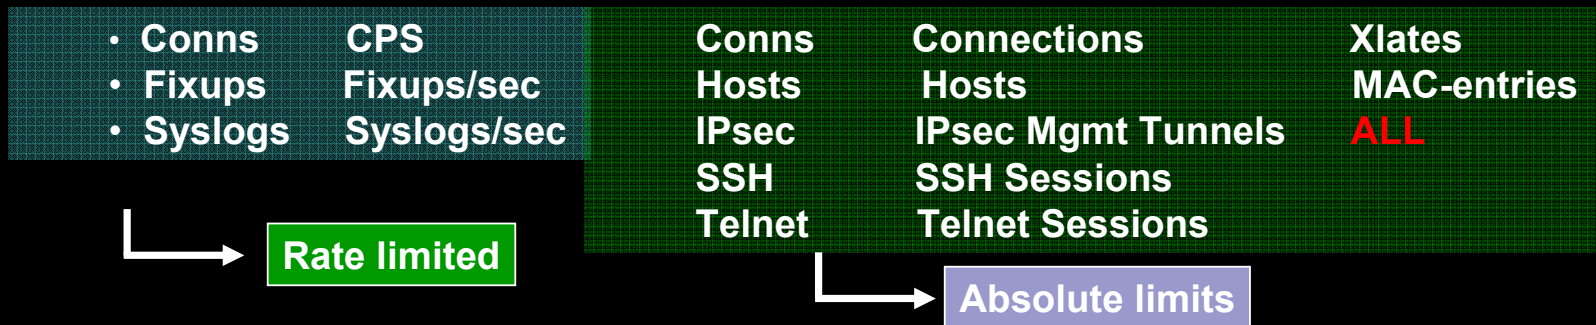 • Conns CPS
• Fixups Fixups/sec
• Syslogs Syslogs/sec
Rate limited
Conns Connections Xlates
Hosts Hosts MAC-entries
IPsec IPsec Mgmt Tunnels ALL
SSH SSH Sessions
Telnet Telnet Sessions
Absolute limits